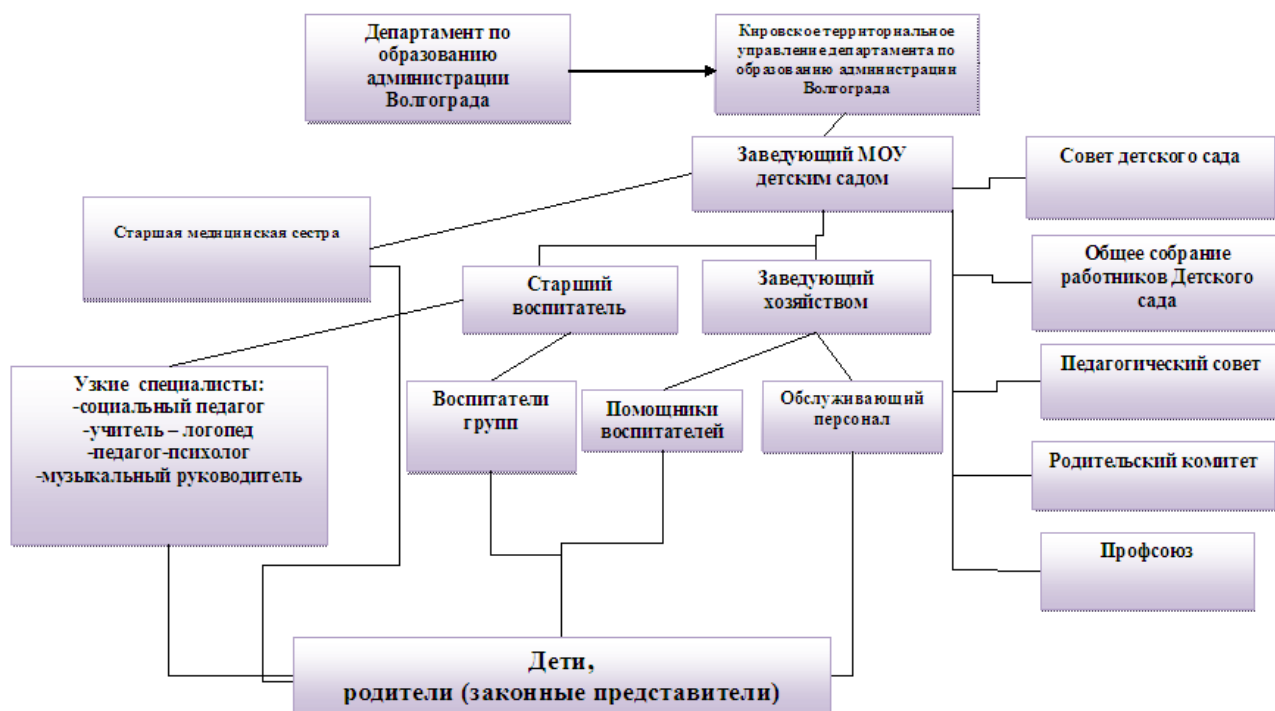 Департамент по
образованию
администрации
Волгограда
Кировское территориальное
управление департамента по
образованию администрации
Волгограда
Заведующий МОУ
детским садом
Совет детского сада
Старшая медицинская сестра
Общее собрание
работников Детского
сада
Старший
воспитатель
Заведующий
хозяйством
Педагогический совет
Узкие специалисты:
-социальный педагог
-учитель – логопед
-педагог-психолог
-музыкальный руководитель
Воспитатели
групп
Помощники
воспитателей
Обслуживающий
персонал
Родительский комитет
Профсоюз
Дети,
родители (законные представители)